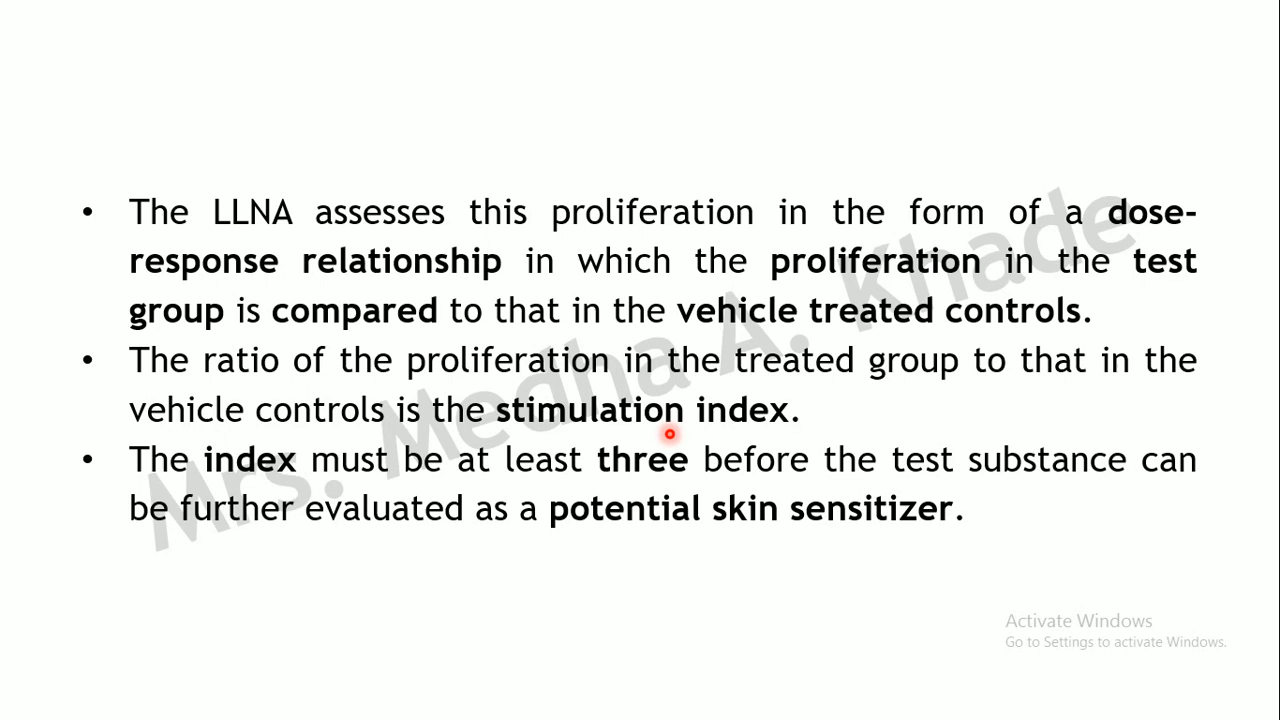 • The LLNA assesses this proliferation in the form of a dose-
response relationship in which the proliferation in the test
group is compared to that in the vehicle treated controls.
• The ratio of the proliferation in the treated group to that in the
vehicle controls is the stimulation index.
• The index must be at least three before the test substance can
be further evaluated as a potential skin sensitizer.
Mrs. Medha A. Khade
Activate Windows
Go to Settings to activate Windows.